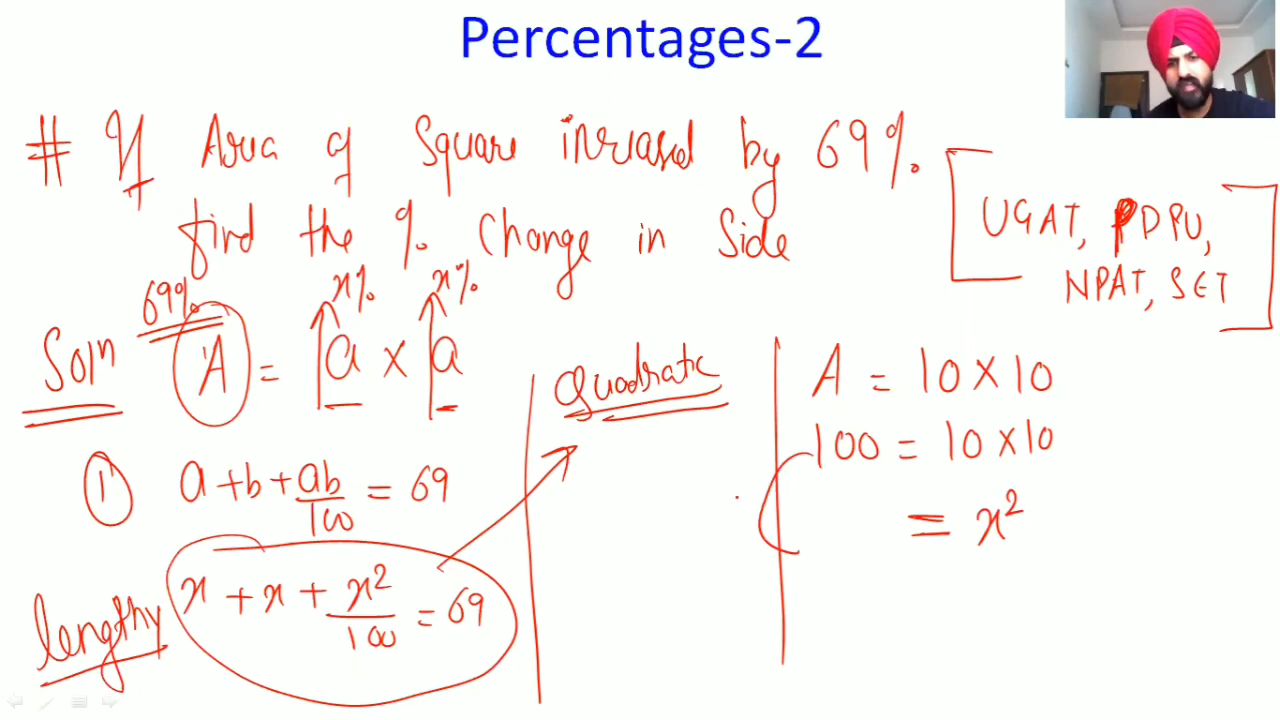 Percentages-2
# If Area of Square increased by 69%.
find the % Change in Side
[UGAT, PDPU,
NPAT, SET]
69% x% x%
Soln A = a x a
① a + b + ab/100 = 69
lengthy x + x + x²/100 = 69
Quadratic
A = 10 x 10
100 = 10 x 10
= x²